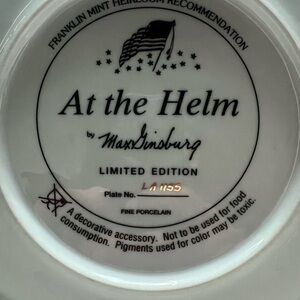 FRANKLIN MINT HEIRLOOM RECOMMENDATION
At the Helm
by Max Ginsburg
LIMITED EDITION
Plate No.
FINE PORCELAIN
A decorative accessory. Not to be used for food
consumption. Pigments used for color may be toxic.